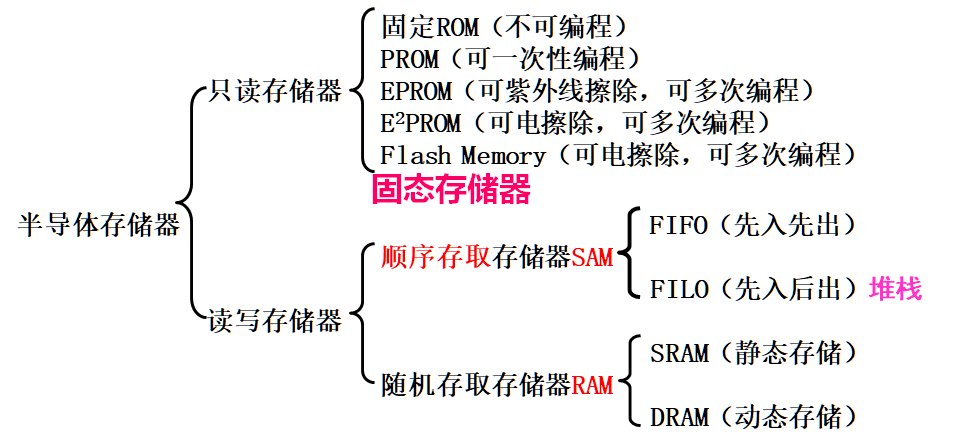 固定ROM（不可编程）
PROM（可一次性编程）
只读存储器
EPROM（可紫外线擦除，可多次编程）
E²PROM（可电擦除，可多次编程）
Flash Memory（可电擦除，可多次编程）
固态存储器
半导体存储器
FIFO（先入先出）
顺序存取存储器SAM
FILO（先入后出）堆栈
读写存储器
SRAM（静态存储）
随机存取存储器RAM
DRAM（动态存储）